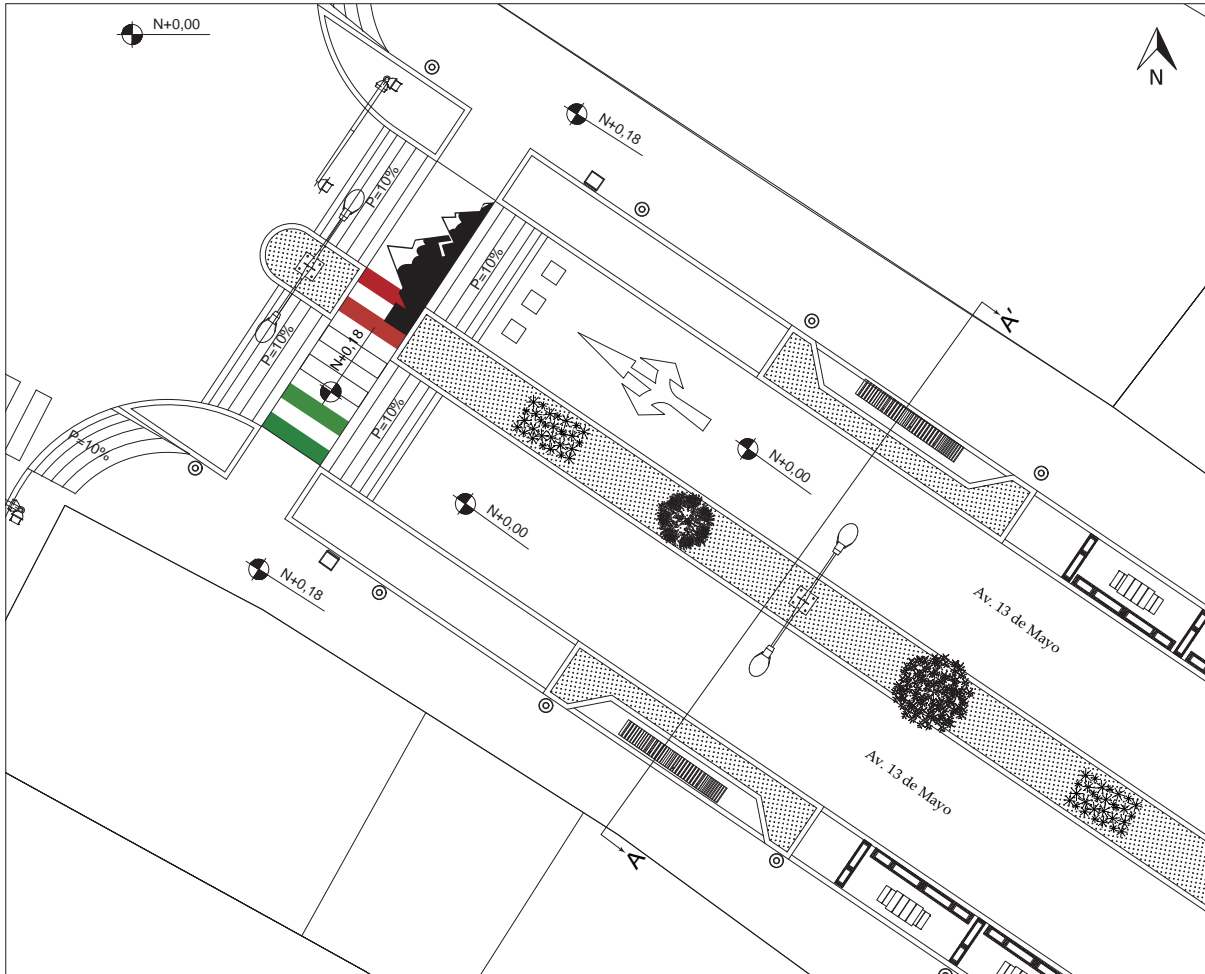 N+0,00
N
N+0,18
P=10%
P=10%
A'
P=10%
N+0,18
P=10%
P=10%
N+0,00
N+0,00
N+0,18
Av. 13 de Mayo
Av. 13 de Mayo
A